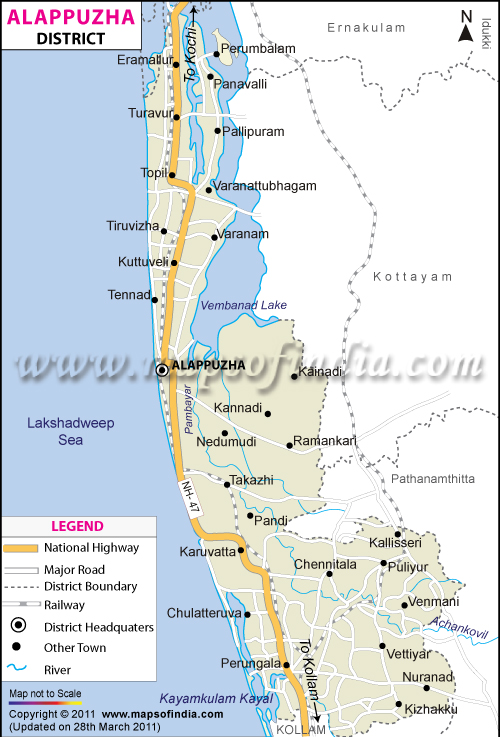 ALAPPUZHA
DISTRICT
To Kochi
Ernakulam
N
Idukki
Perumbalam
Eramallur
Panavalli
Turavur
Pallipuram
Topil
Varanattubhagam
Tiruvizha
Varanam
Kuttuveli
Kottayam
Tennad
Vembanad Lake
www.mapsofindia.com
ALAPPUZHA
Kainadi
Pambayar
Kannadi
Lakshadweep
Sea
Nedumudi
Ramankari
Takazhi
Pathanamthitta
NH- 47
Pandi
LEGEND
National Highway
Major Road
District Boundary
Railway
District Headquaters
Other Town
River
Kallisseri
Karuvatta
Chennitala
Puliyur
Venmani
Chulatteruva
Achankovil
To Kollam
Vettiyar
Perungala
Nuranad
Kayamkulam Kayal
Kizhakku
KOLLAM
Map not to Scale
Copyright © 2011 www.mapsofindia.com
(Updated on 28th March 2011)